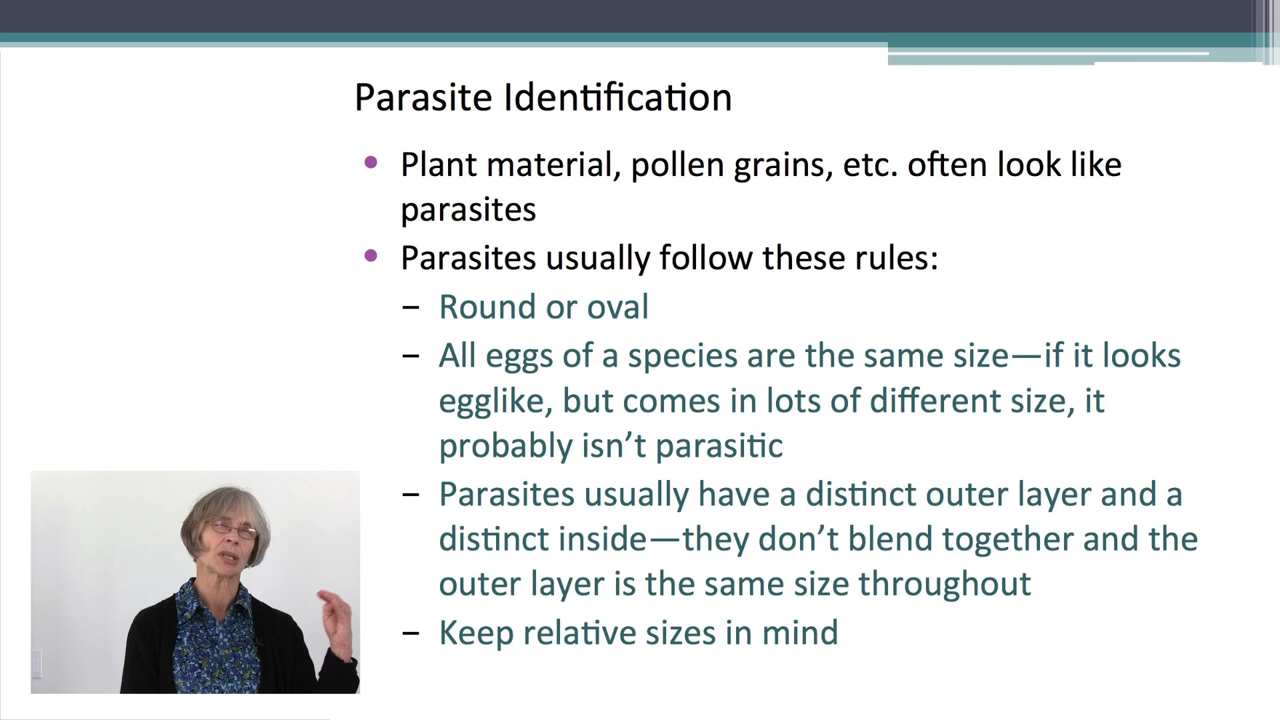 Parasite Identification
• Plant material, pollen grains, etc. often look like
parasites
• Parasites usually follow these rules:
– Round or oval
– All eggs of a species are the same size—if it looks
egglike, but comes in lots of different size, it
probably isn’t parasitic
– Parasites usually have a distinct outer layer and a
distinct inside—they don’t blend together and the
outer layer is the same size throughout
– Keep relative sizes in mind